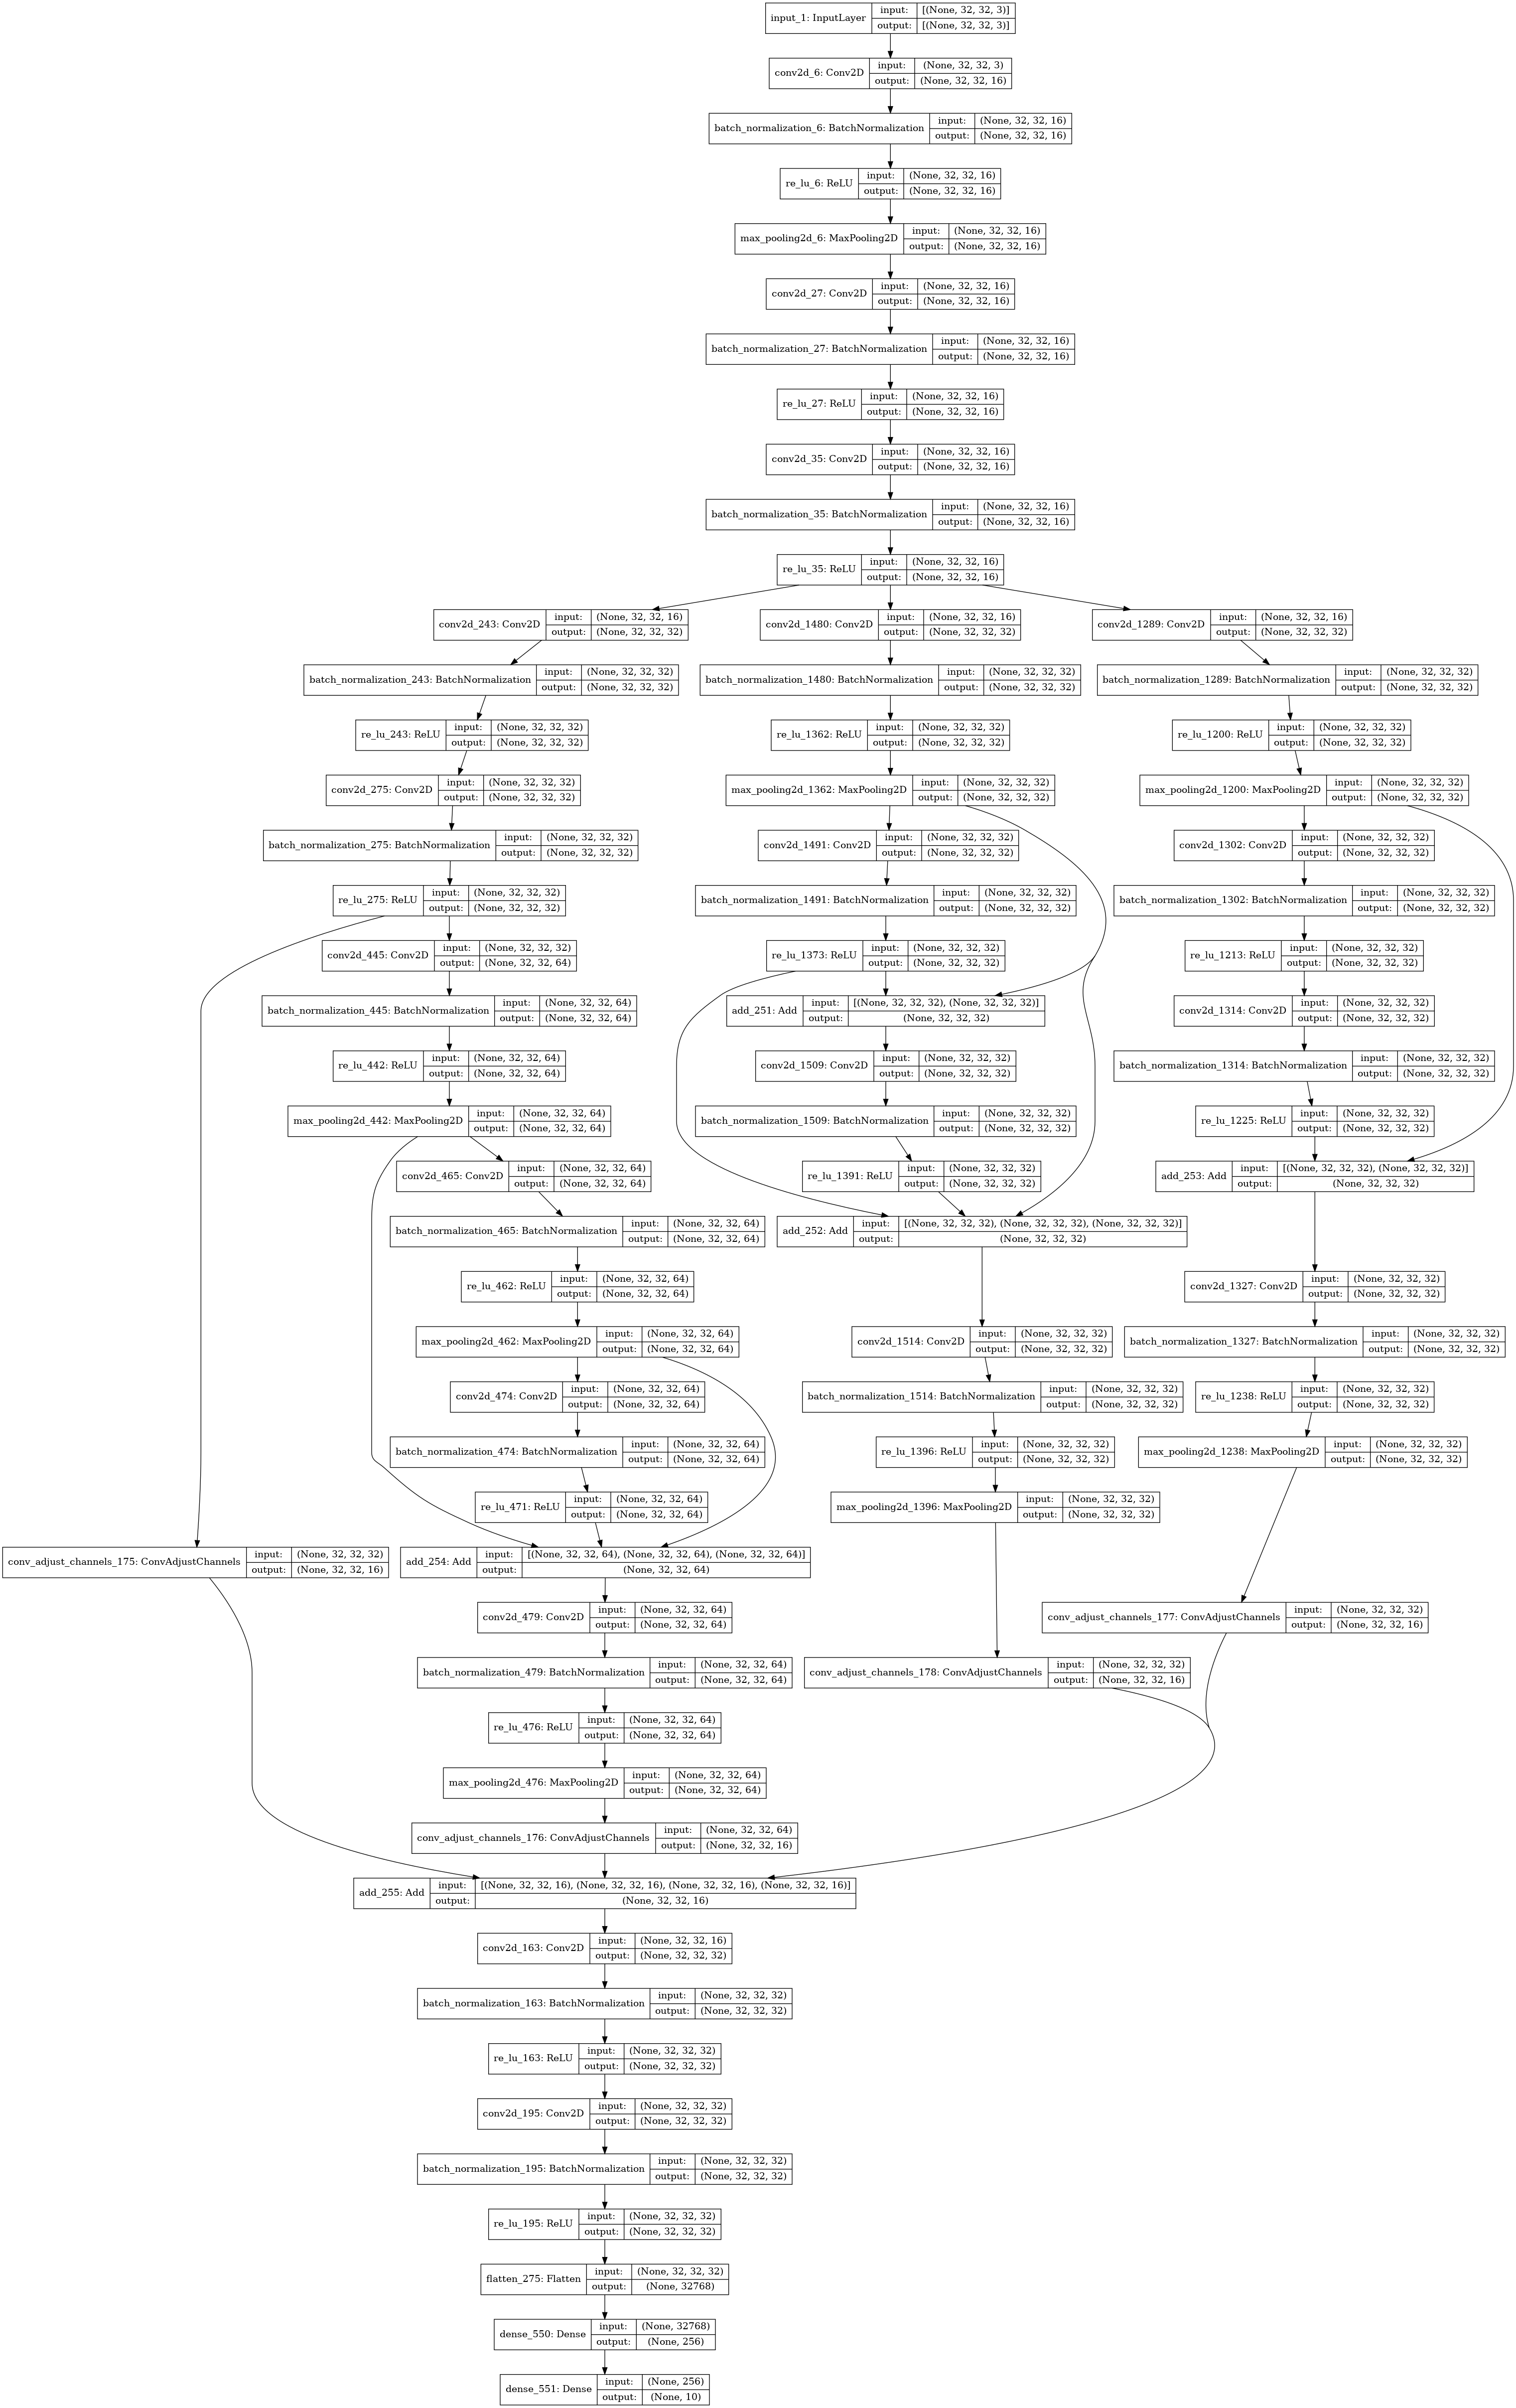 input_1: InputLayer
input: [(None, 32, 32, 3)]
output: [(None, 32, 32, 3)]
conv2d_6: Conv2D
input: (None, 32, 32, 3)
output: (None, 32, 32, 16)
batch_normalization_6: BatchNormalization
input: (None, 32, 32, 16)
output: (None, 32, 32, 16)
re_lu_6: ReLU
input: (None, 32, 32, 16)
output: (None, 32, 32, 16)
max_pooling2d_6: MaxPooling2D
input: (None, 32, 32, 16)
output: (None, 32, 32, 16)
conv2d_27: Conv2D
input: (None, 32, 32, 16)
output: (None, 32, 32, 16)
batch_normalization_27: BatchNormalization
input: (None, 32, 32, 16)
output: (None, 32, 32, 16)
re_lu_27: ReLU
input: (None, 32, 32, 16)
output: (None, 32, 32, 16)
conv2d_35: Conv2D
input: (None, 32, 32, 16)
output: (None, 32, 32, 16)
batch_normalization_35: BatchNormalization
input: (None, 32, 32, 16)
output: (None, 32, 32, 16)
re_lu_35: ReLU
input: (None, 32, 32, 16)
output: (None, 32, 32, 16)
conv2d_243: Conv2D
input: (None, 32, 32, 16)
output: (None, 32, 32, 32)
conv2d_1480: Conv2D
input: (None, 32, 32, 16)
output: (None, 32, 32, 32)
conv2d_1289: Conv2D
input: (None, 32, 32, 16)
output: (None, 32, 32, 32)
batch_normalization_243: BatchNormalization
input: (None, 32, 32, 32)
output: (None, 32, 32, 32)
batch_normalization_1480: BatchNormalization
input: (None, 32, 32, 32)
output: (None, 32, 32, 32)
batch_normalization_1289: BatchNormalization
input: (None, 32, 32, 32)
output: (None, 32, 32, 32)
re_lu_243: ReLU
input: (None, 32, 32, 32)
output: (None, 32, 32, 32)
re_lu_1362: ReLU
input: (None, 32, 32, 32)
output: (None, 32, 32, 32)
re_lu_1200: ReLU
input: (None, 32, 32, 32)
output: (None, 32, 32, 32)
conv2d_275: Conv2D
input: (None, 32, 32, 32)
output: (None, 32, 32, 32)
max_pooling2d_1362: MaxPooling2D
input: (None, 32, 32, 32)
output: (None, 32, 32, 32)
max_pooling2d_1200: MaxPooling2D
input: (None, 32, 32, 32)
output: (None, 32, 32, 32)
batch_normalization_275: BatchNormalization
input: (None, 32, 32, 32)
output: (None, 32, 32, 32)
conv2d_1491: Conv2D
input: (None, 32, 32, 32)
output: (None, 32, 32, 32)
conv2d_1302: Conv2D
input: (None, 32, 32, 32)
output: (None, 32, 32, 32)
re_lu_275: ReLU
input: (None, 32, 32, 32)
output: (None, 32, 32, 32)
batch_normalization_1491: BatchNormalization
input: (None, 32, 32, 32)
output: (None, 32, 32, 32)
batch_normalization_1302: BatchNormalization
input: (None, 32, 32, 32)
output: (None, 32, 32, 32)
conv2d_445: Conv2D
input: (None, 32, 32, 32)
output: (None, 32, 32, 64)
re_lu_1373: ReLU
input: (None, 32, 32, 32)
output: (None, 32, 32, 32)
re_lu_1213: ReLU
input: (None, 32, 32, 32)
output: (None, 32, 32, 32)
batch_normalization_445: BatchNormalization
input: (None, 32, 32, 64)
output: (None, 32, 32, 64)
add_251: Add
input: [(None, 32, 32, 32), (None, 32, 32, 32)]
output: (None, 32, 32, 32)
conv2d_1314: Conv2D
input: (None, 32, 32, 32)
output: (None, 32, 32, 32)
re_lu_442: ReLU
input: (None, 32, 32, 64)
output: (None, 32, 32, 64)
conv2d_1509: Conv2D
input: (None, 32, 32, 32)
output: (None, 32, 32, 32)
batch_normalization_1314: BatchNormalization
input: (None, 32, 32, 32)
output: (None, 32, 32, 32)
max_pooling2d_442: MaxPooling2D
input: (None, 32, 32, 64)
output: (None, 32, 32, 64)
batch_normalization_1509: BatchNormalization
input: (None, 32, 32, 32)
output: (None, 32, 32, 32)
re_lu_1225: ReLU
input: (None, 32, 32, 32)
output: (None, 32, 32, 32)
conv2d_465: Conv2D
input: (None, 32, 32, 64)
output: (None, 32, 32, 64)
re_lu_1391: ReLU
input: (None, 32, 32, 32)
output: (None, 32, 32, 32)
add_253: Add
input: [(None, 32, 32, 32), (None, 32, 32, 32)]
output: (None, 32, 32, 32)
batch_normalization_465: BatchNormalization
input: (None, 32, 32, 64)
output: (None, 32, 32, 64)
add_252: Add
input: [(None, 32, 32, 32), (None, 32, 32, 32), (None, 32, 32, 32)]
output: (None, 32, 32, 32)
re_lu_462: ReLU
input: (None, 32, 32, 64)
output: (None, 32, 32, 64)
conv2d_1327: Conv2D
input: (None, 32, 32, 32)
output: (None, 32, 32, 32)
max_pooling2d_462: MaxPooling2D
input: (None, 32, 32, 64)
output: (None, 32, 32, 64)
conv2d_1514: Conv2D
input: (None, 32, 32, 32)
output: (None, 32, 32, 32)
batch_normalization_1327: BatchNormalization
input: (None, 32, 32, 32)
output: (None, 32, 32, 32)
conv2d_474: Conv2D
input: (None, 32, 32, 64)
output: (None, 32, 32, 64)
batch_normalization_1514: BatchNormalization
input: (None, 32, 32, 32)
output: (None, 32, 32, 32)
re_lu_1238: ReLU
input: (None, 32, 32, 32)
output: (None, 32, 32, 32)
batch_normalization_474: BatchNormalization
input: (None, 32, 32, 64)
output: (None, 32, 32, 64)
re_lu_1396: ReLU
input: (None, 32, 32, 32)
output: (None, 32, 32, 32)
max_pooling2d_1238: MaxPooling2D
input: (None, 32, 32, 32)
output: (None, 32, 32, 32)
re_lu_471: ReLU
input: (None, 32, 32, 64)
output: (None, 32, 32, 64)
max_pooling2d_1396: MaxPooling2D
input: (None, 32, 32, 32)
output: (None, 32, 32, 32)
conv_adjust_channels_175: ConvAdjustChannels
input: (None, 32, 32, 32)
output: (None, 32, 32, 16)
add_254: Add
input: [(None, 32, 32, 64), (None, 32, 32, 64), (None, 32, 32, 64)]
output: (None, 32, 32, 64)
conv2d_479: Conv2D
input: (None, 32, 32, 64)
output: (None, 32, 32, 64)
conv_adjust_channels_177: ConvAdjustChannels
input: (None, 32, 32, 32)
output: (None, 32, 32, 16)
batch_normalization_479: BatchNormalization
input: (None, 32, 32, 64)
output: (None, 32, 32, 64)
conv_adjust_channels_178: ConvAdjustChannels
input: (None, 32, 32, 32)
output: (None, 32, 32, 16)
re_lu_476: ReLU
input: (None, 32, 32, 64)
output: (None, 32, 32, 64)
max_pooling2d_476: MaxPooling2D
input: (None, 32, 32, 64)
output: (None, 32, 32, 64)
conv_adjust_channels_176: ConvAdjustChannels
input: (None, 32, 32, 64)
output: (None, 32, 32, 16)
add_255: Add
input: [(None, 32, 32, 16), (None, 32, 32, 16), (None, 32, 32, 16), (None, 32, 32, 16)]
output: (None, 32, 32, 16)
conv2d_163: Conv2D
input: (None, 32, 32, 16)
output: (None, 32, 32, 32)
batch_normalization_163: BatchNormalization
input: (None, 32, 32, 32)
output: (None, 32, 32, 32)
re_lu_163: ReLU
input: (None, 32, 32, 32)
output: (None, 32, 32, 32)
conv2d_195: Conv2D
input: (None, 32, 32, 32)
output: (None, 32, 32, 32)
batch_normalization_195: BatchNormalization
input: (None, 32, 32, 32)
output: (None, 32, 32, 32)
re_lu_195: ReLU
input: (None, 32, 32, 32)
output: (None, 32, 32, 32)
flatten_275: Flatten
input: (None, 32, 32, 32)
output: (None, 32768)
dense_550: Dense
input: (None, 32768)
output: (None, 256)
dense_551: Dense
input: (None, 256)
output: (None, 10)